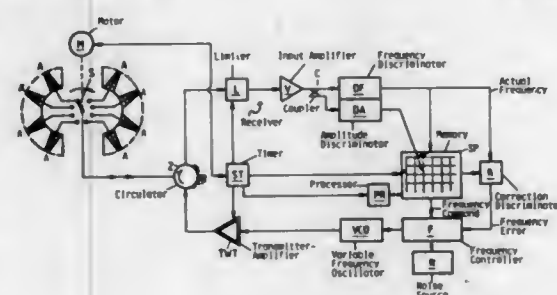 Motor
M
S
A
A
A
A
A
A
A
A
Limiter
L
Input Amplifier
V
C
Coupler
Receiver
Frequency
Discriminator
DF
DA
Amplitude
Discriminator
Actual
Frequency
Memory
SP
Timer
ST
Processor
PR
Circulator
Z
Correction
Discriminator
Frequency
Command
Frequency
Error
TWT
Transmitter-
Amplifier
VCO
Variable
Frequency
Oscillator
F
Frequency
Controller
Noise
Source